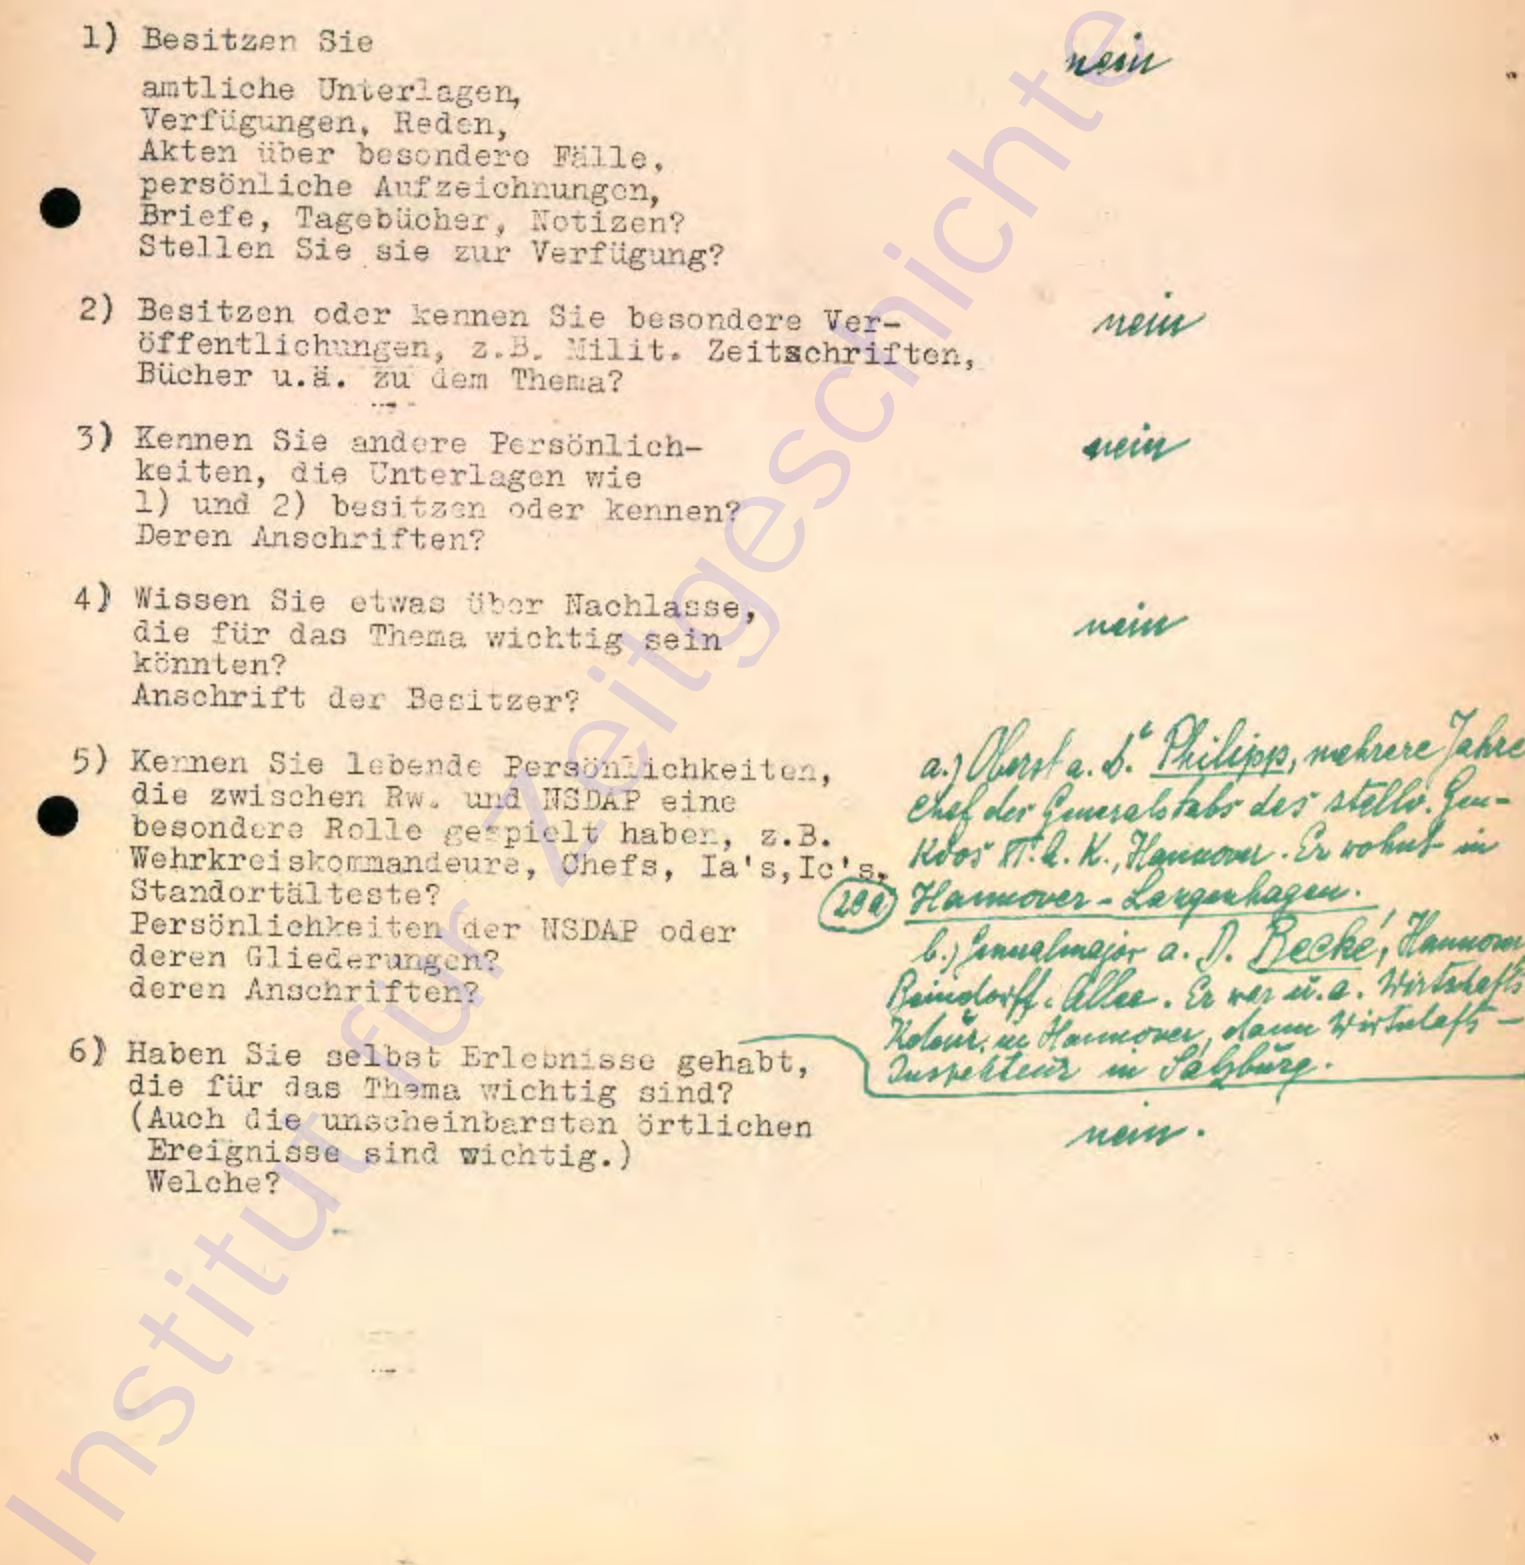 1) Besitzen Sie
nein
amtliche Unterlagen,
Verfügungen, Reden,
Akten über besondere Fälle,
persönliche Aufzeichnungen,
Briefe, Tagebücher, Notizen?
Stellen Sie sie zur Verfügung?
2) Besitzen oder kennen Sie besondere Ver-
öffentlichungen, z.B. Milit. Zeitschriften,
Bücher u.ä. zu dem Thema?
nein
3) Kennen Sie andere Persönlich-
keiten, die Unterlagen wie
1) und 2) besitzen oder kennen?
Deren Anschriften?
nein
4) Wissen Sie etwas über Nachlasse,
die für das Thema wichtig sein
könnten?
Anschrift der Besitzer?
nein
5) Kennen Sie lebende Persönlichkeiten,
die zwischen Rw. und NSDAP eine
besondere Rolle gespielt haben, z.B.
Wehrkreiskommandeure, Chefs, Ia's, Ic's,
Standortälteste?
Persönlichkeiten der NSDAP oder
deren Gliederungen?
deren Anschriften?
a.) Oberst a. D. Philipp, mehrere Jahre
Chef des Generalstabs des stellv. Gen-
Kdos A. K., Hannover. Er wohnt in
(20a) Hannover - Langenhagen.
b.) Generalmajor a. D. Becké, Hannover
Beindorff-Allee. Er war u. a. Wirtschafts
Kdeur. in Hannover, dann Wirtschafts-
Inspekteur in Salzburg.
6) Haben Sie selbst Erlebnisse gehabt,
die für das Thema wichtig sind?
(Auch die unscheinbarsten örtlichen
Ereignisse sind wichtig.)
Welche?
nein.
Institut für Zeitgeschichte